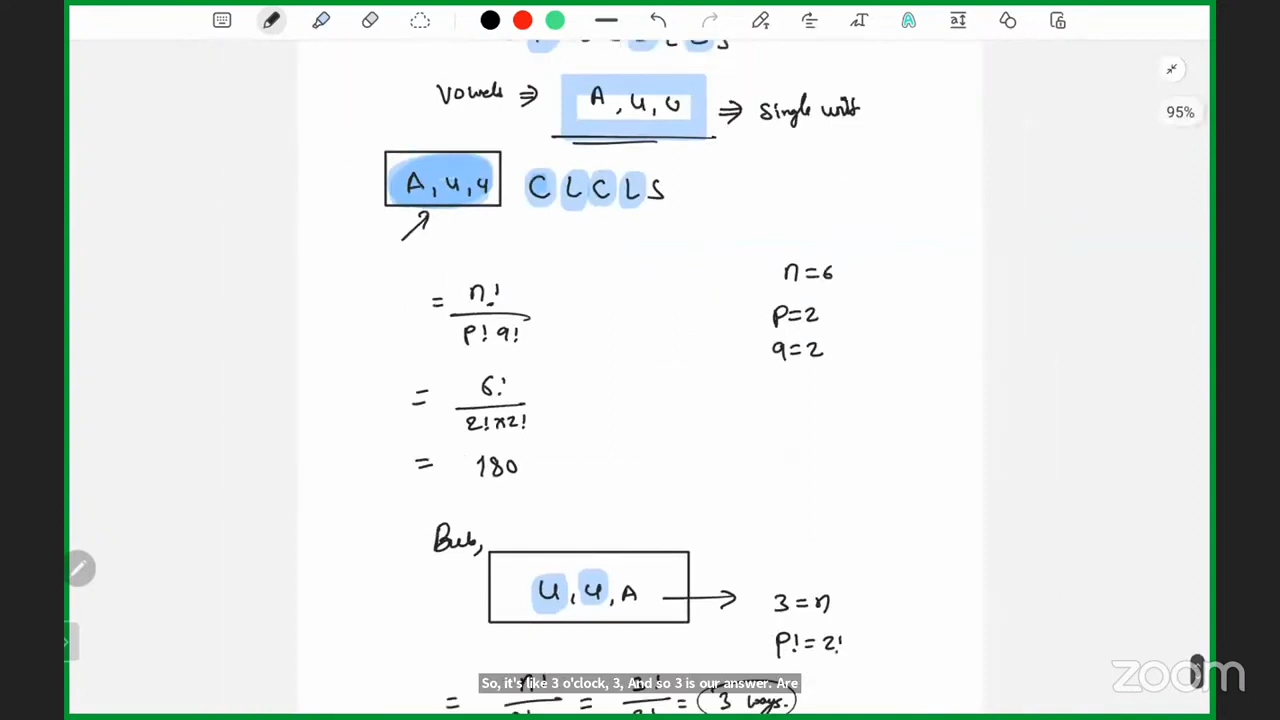 Vowels ⇒ A, u, u ⇒ Single unit
95%
A, u, u C L C L S
= n! / P! q!
n = 6
P = 2
q = 2
= 6! / 2! × 2!
= 180
But,
u, u, A → 3 = n
P! = 2!
So, it's like 3 o'clock, 3, And so 3 is our answer. Are
= = = 3 ways.
zoom